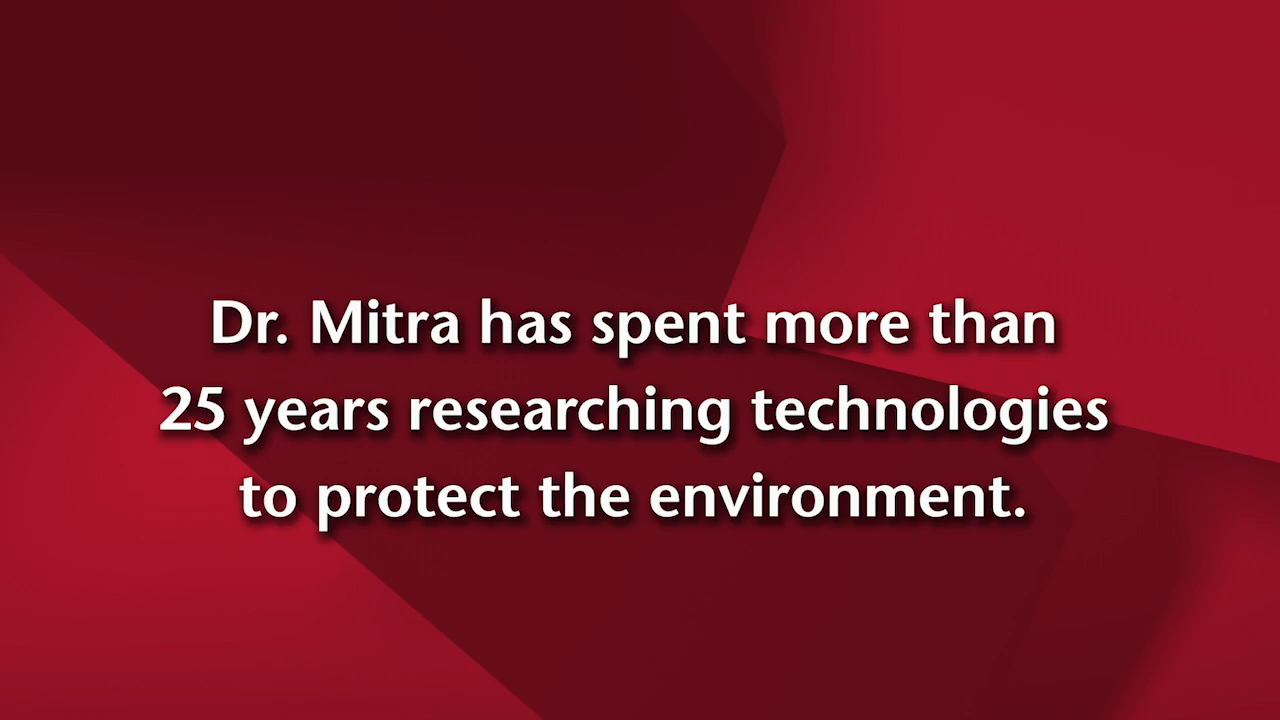 Dr. Mitra has spent more than
25 years researching technologies
to protect the environment.